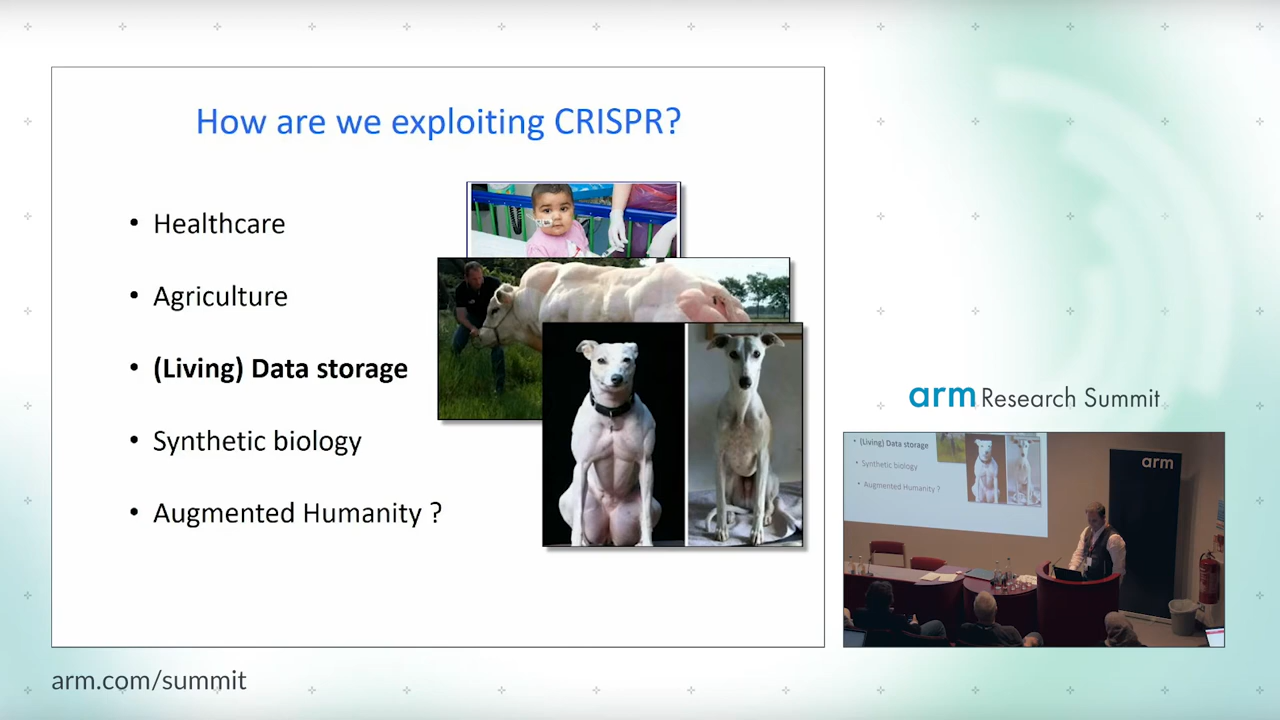 How are we exploiting CRISPR?
• Healthcare
• Agriculture
• (Living) Data storage
• Synthetic biology
• Augmented Humanity ?
arm Research Summit
• (Living) Data storage
• Synthetic biology
• Augmented Humanity ?
arm
arm.com/summit